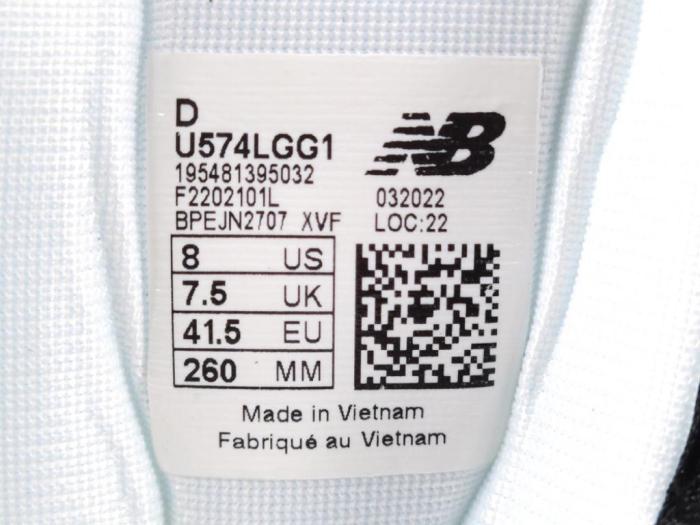 D
U574LGG1
195481395032
F2202101L 032022
BPEJN2707 XVF LOC:22
8 US
7.5 UK
41.5 EU
260 MM
Made in Vietnam
Fabriqué au Vietnam
NB